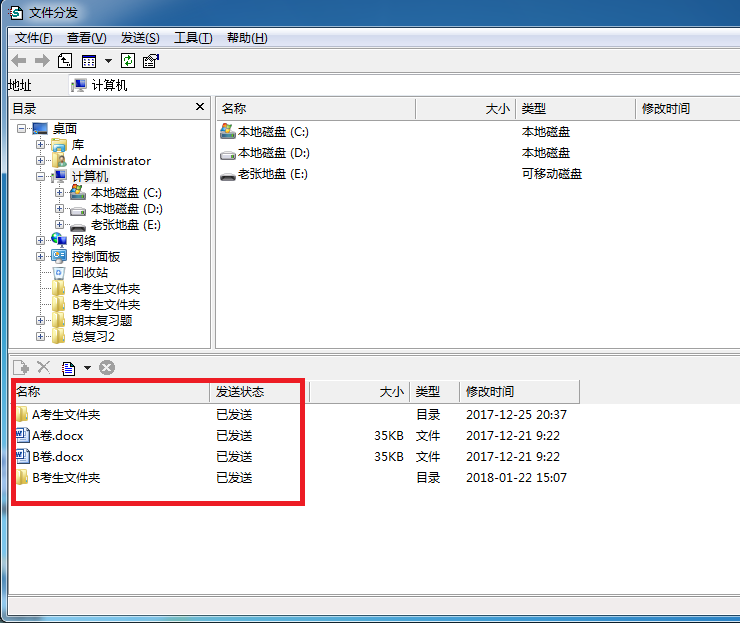 文件分发
文件(F) 查看(V) 发送(S) 工具(T) 帮助(H)
地址 计算机
目录
桌面
库
Administrator
计算机
本地磁盘 (C:)
本地磁盘 (D:)
老张地盘 (E:)
网络
控制面板
回收站
A考生文件夹
B考生文件夹
期末复习题
总复习2
名称 大小 类型 修改时间
本地磁盘 (C:) 本地磁盘
本地磁盘 (D:) 本地磁盘
老张地盘 (E:) 可移动磁盘
名称 发送状态 大小 类型 修改时间
A考生文件夹 已发送 目录 2017-12-25 20:37
A卷.docx 已发送 35KB 文件 2017-12-21 9:22
B卷.docx 已发送 35KB 文件 2017-12-21 9:22
B考生文件夹 已发送 目录 2018-01-22 15:07